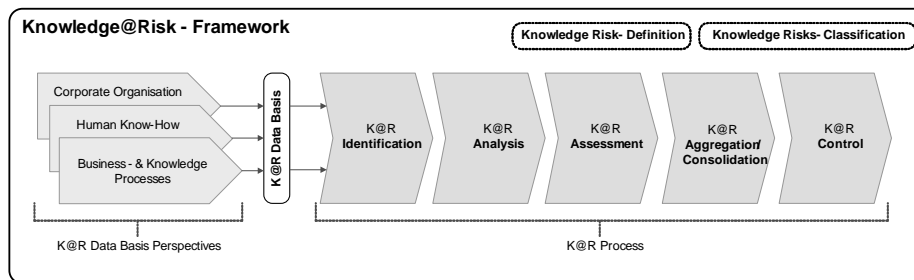 Knowledge@Risk - Framework
Knowledge Risk- Definition
Knowledge Risks- Classification
Corporate Organisation
Human Know-How
Business- & Knowledge
Processes
K@R Data Basis
K@R
Identification
K@R
Analysis
K@R
Assessment
K@R
Aggregation/
Consolidation
K@R
Control
K@R Data Basis Perspectives
K@R Process